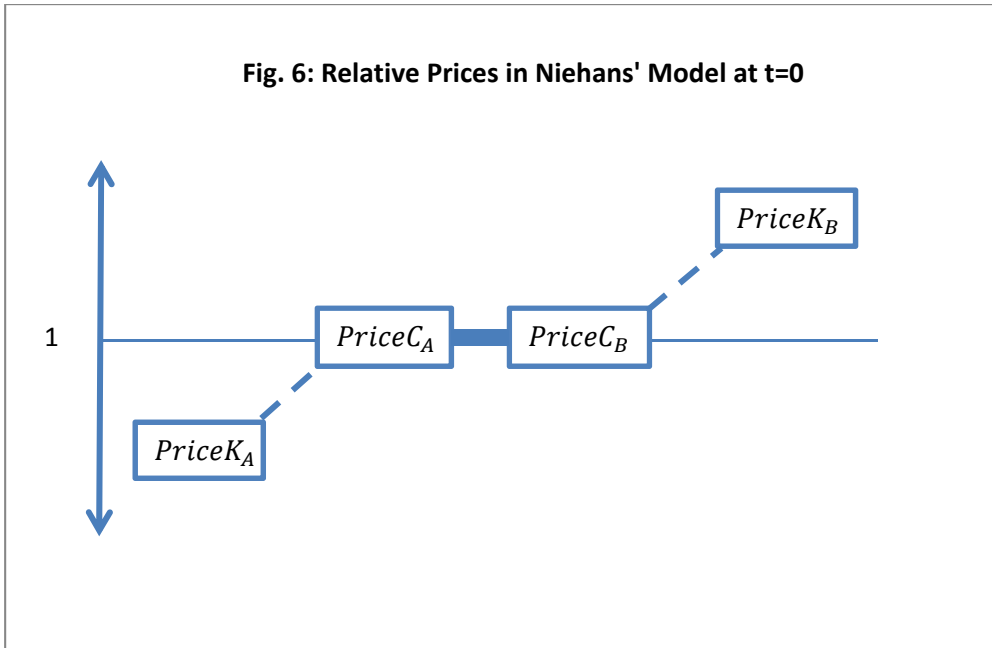 Fig. 6: Relative Prices in Niehans' Model at t=0
PriceK_B
1
PriceC_A
PriceC_B
PriceK_A